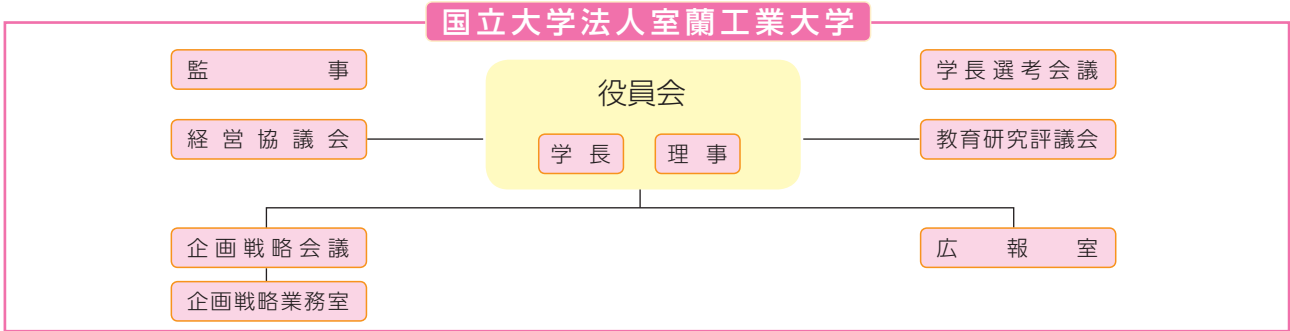 国立大学法人室蘭工業大学
監事
役員会
学長選考会議
経営協議会
学長
理事
教育研究評議会
企画戦略会議
広報室
企画戦略業務室